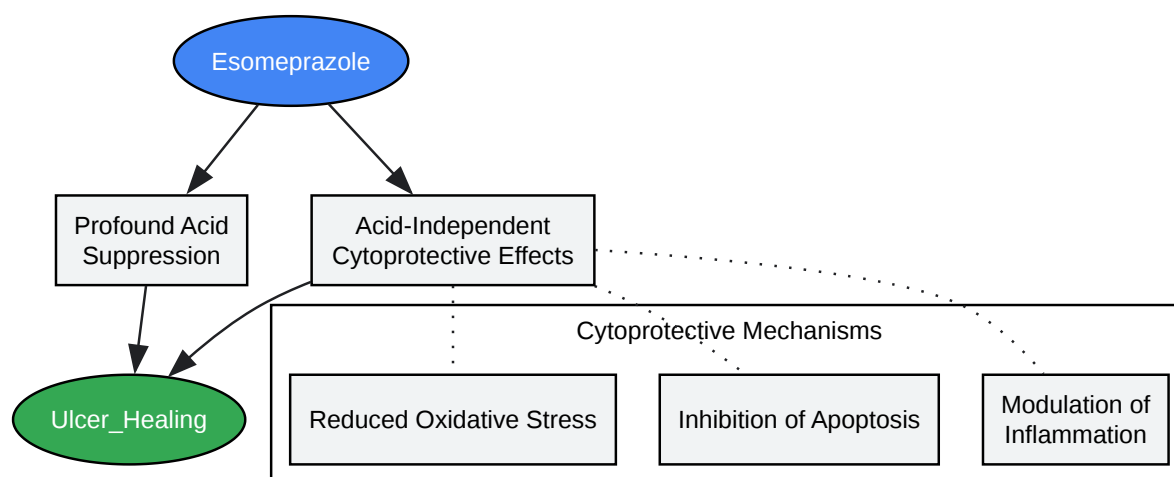 Esomeprazole
Profound Acid
Suppression
Acid-Independent
Cytoprotective Effects
Cytoprotective Mechanisms
Ulcer_Healing
Reduced Oxidative Stress
Inhibition of Apoptosis
Modulation of
Inflammation